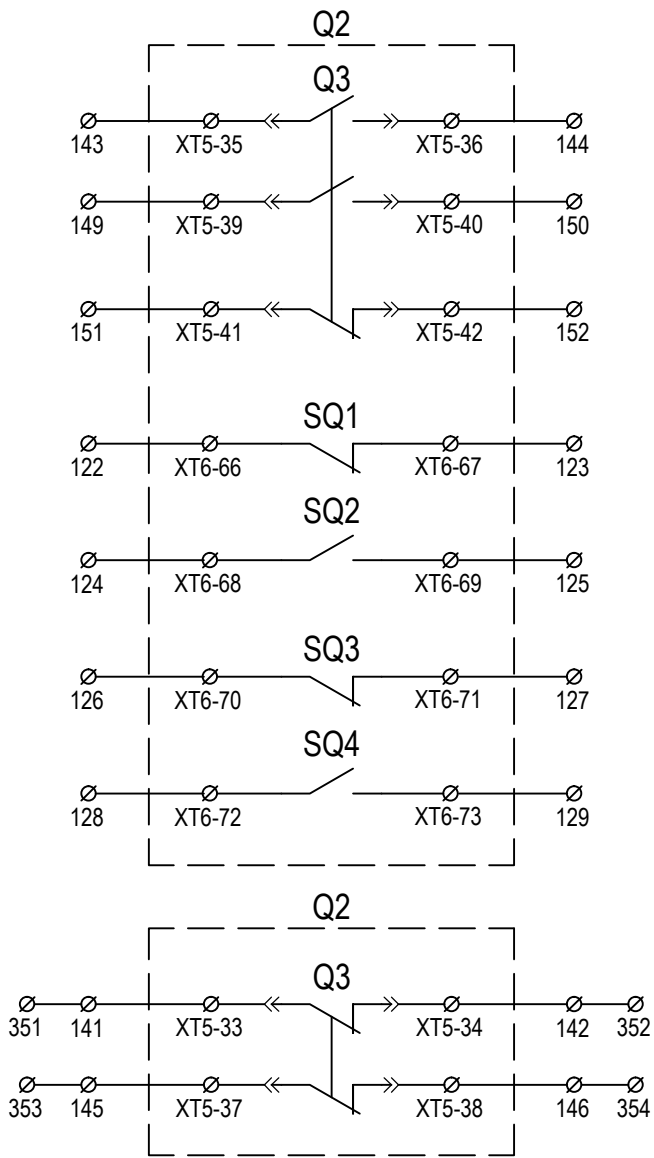 Q2
Q3
143 XT5-35 XT5-36 144
149 XT5-39 XT5-40 150
151 XT5-41 XT5-42 152
SQ1
122 XT6-66 XT6-67 123
SQ2
124 XT6-68 XT6-69 125
SQ3
126 XT6-70 XT6-71 127
SQ4
128 XT6-72 XT6-73 129
Q2
Q3
351 141 XT5-33 XT5-34 142 352
353 145 XT5-37 XT5-38 146 354